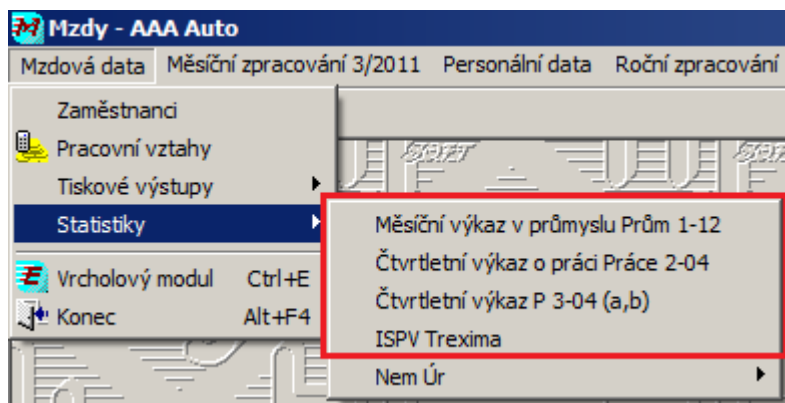 Mzdy - AAA Auto
Mzdová data Měsíční zpracování 3/2011 Personální data Roční zpracování
Zaměstnanci
Pracovní vztahy
Tiskové výstupy
Statistiky
Vrcholový modul Ctrl+E
Konec Alt+F4
Měsíční výkaz v průmyslu Prům 1-12
Čtvrtletní výkaz o práci Práce 2-04
Čtvrtletní výkaz P 3-04 (a,b)
ISPV Trexima
Nem Úr